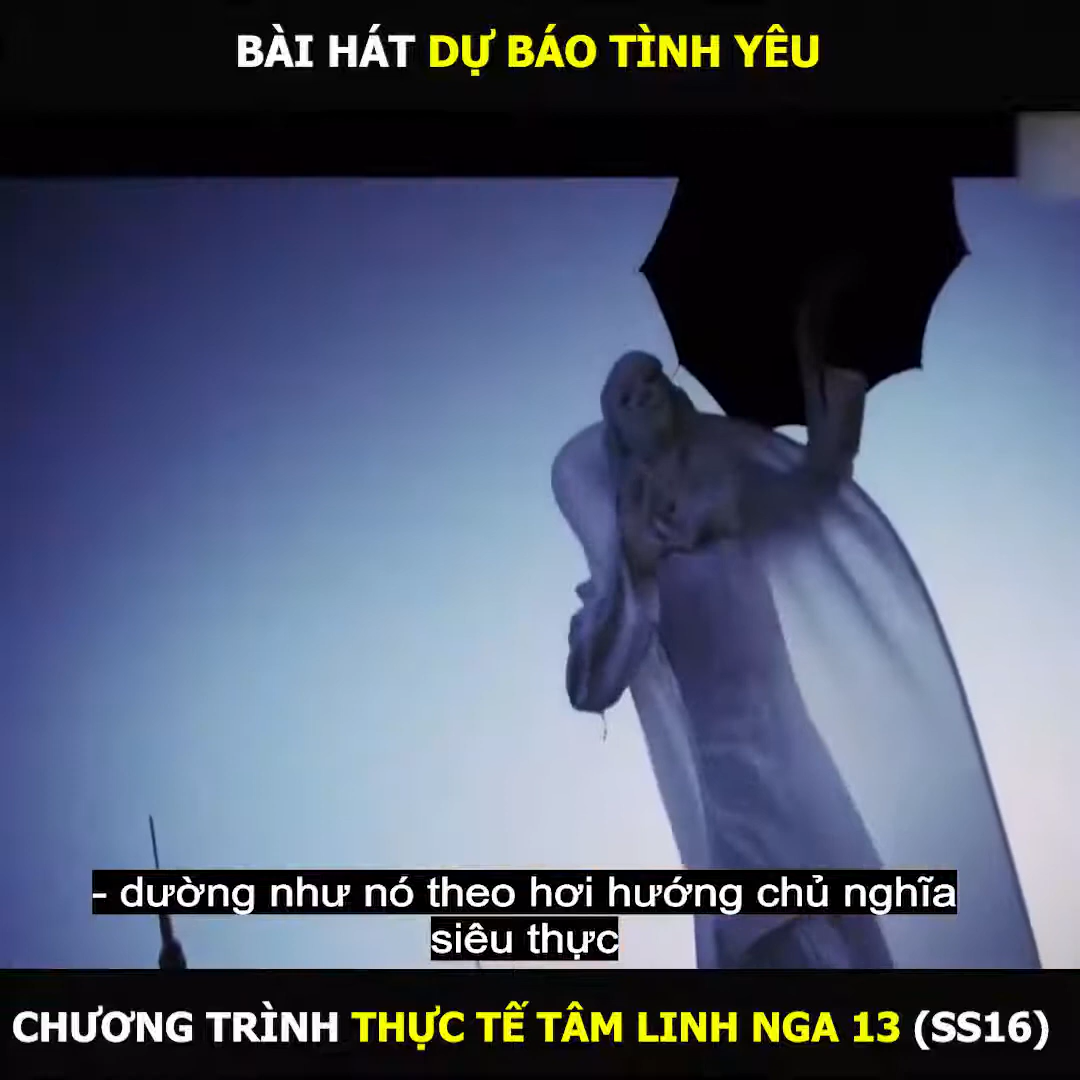 BÀI HÁT DỰ BÁO TÌNH YÊU
- dường như nó theo hơi hướng chủ nghĩa
siêu thực
CHƯƠNG TRÌNH THỰC TẾ TÂM LINH NGA 13 (SS16)